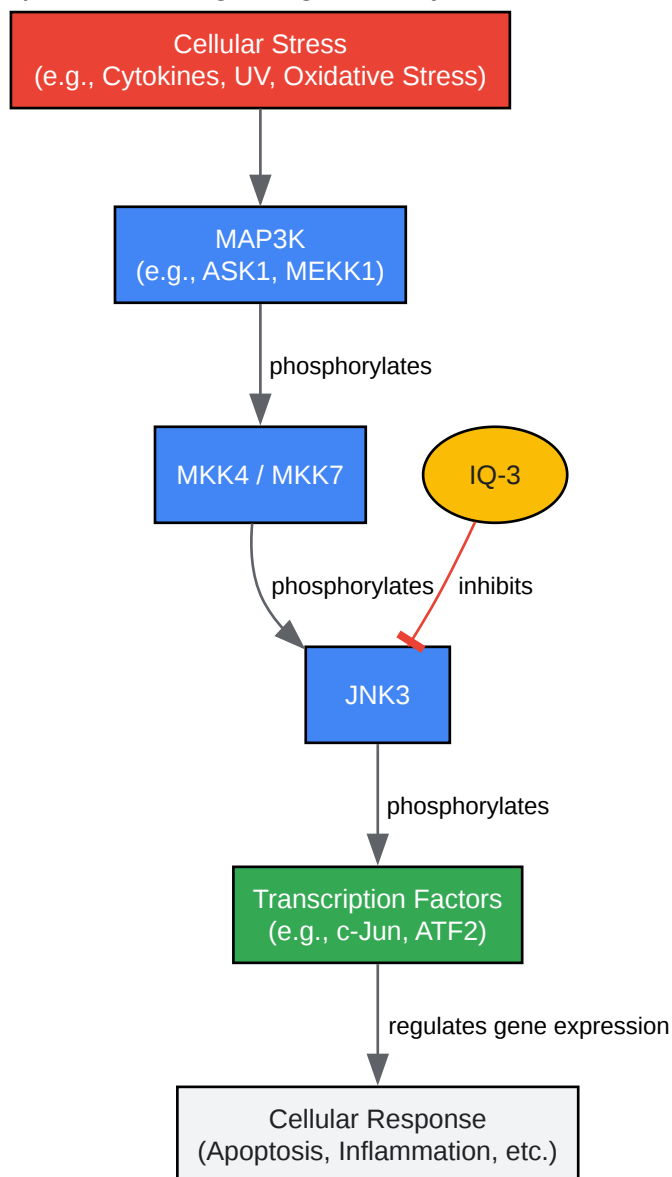 Cellular Stress
(e.g., Cytokines, UV, Oxidative Stress)
MAP3K
(e.g., ASK1, MEKK1)
phosphorylates
MKK4 / MKK7
IQ-3
phosphorylates
inhibits
JNK3
phosphorylates
Transcription Factors
(e.g., c-Jun, ATF2)
regulates gene expression
Cellular Response
(Apoptosis, Inflammation, etc.)